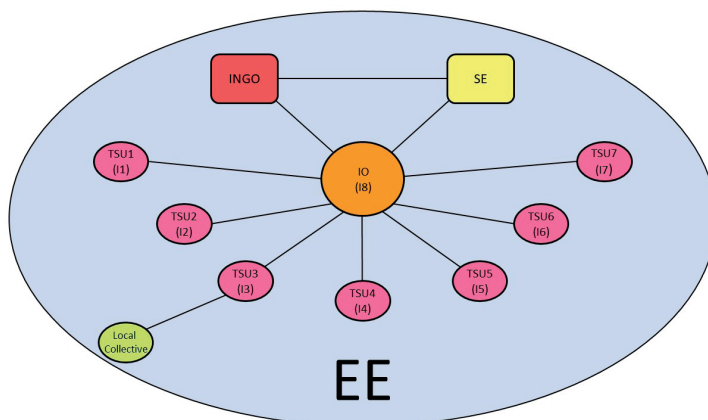 INGO
SE
TSU1
(I1)
IO
(I8)
TSU7
(I7)
TSU2
(I2)
TSU6
(I6)
TSU3
(I3)
TSU4
(I4)
TSU5
(I5)
Local
Collective
EE